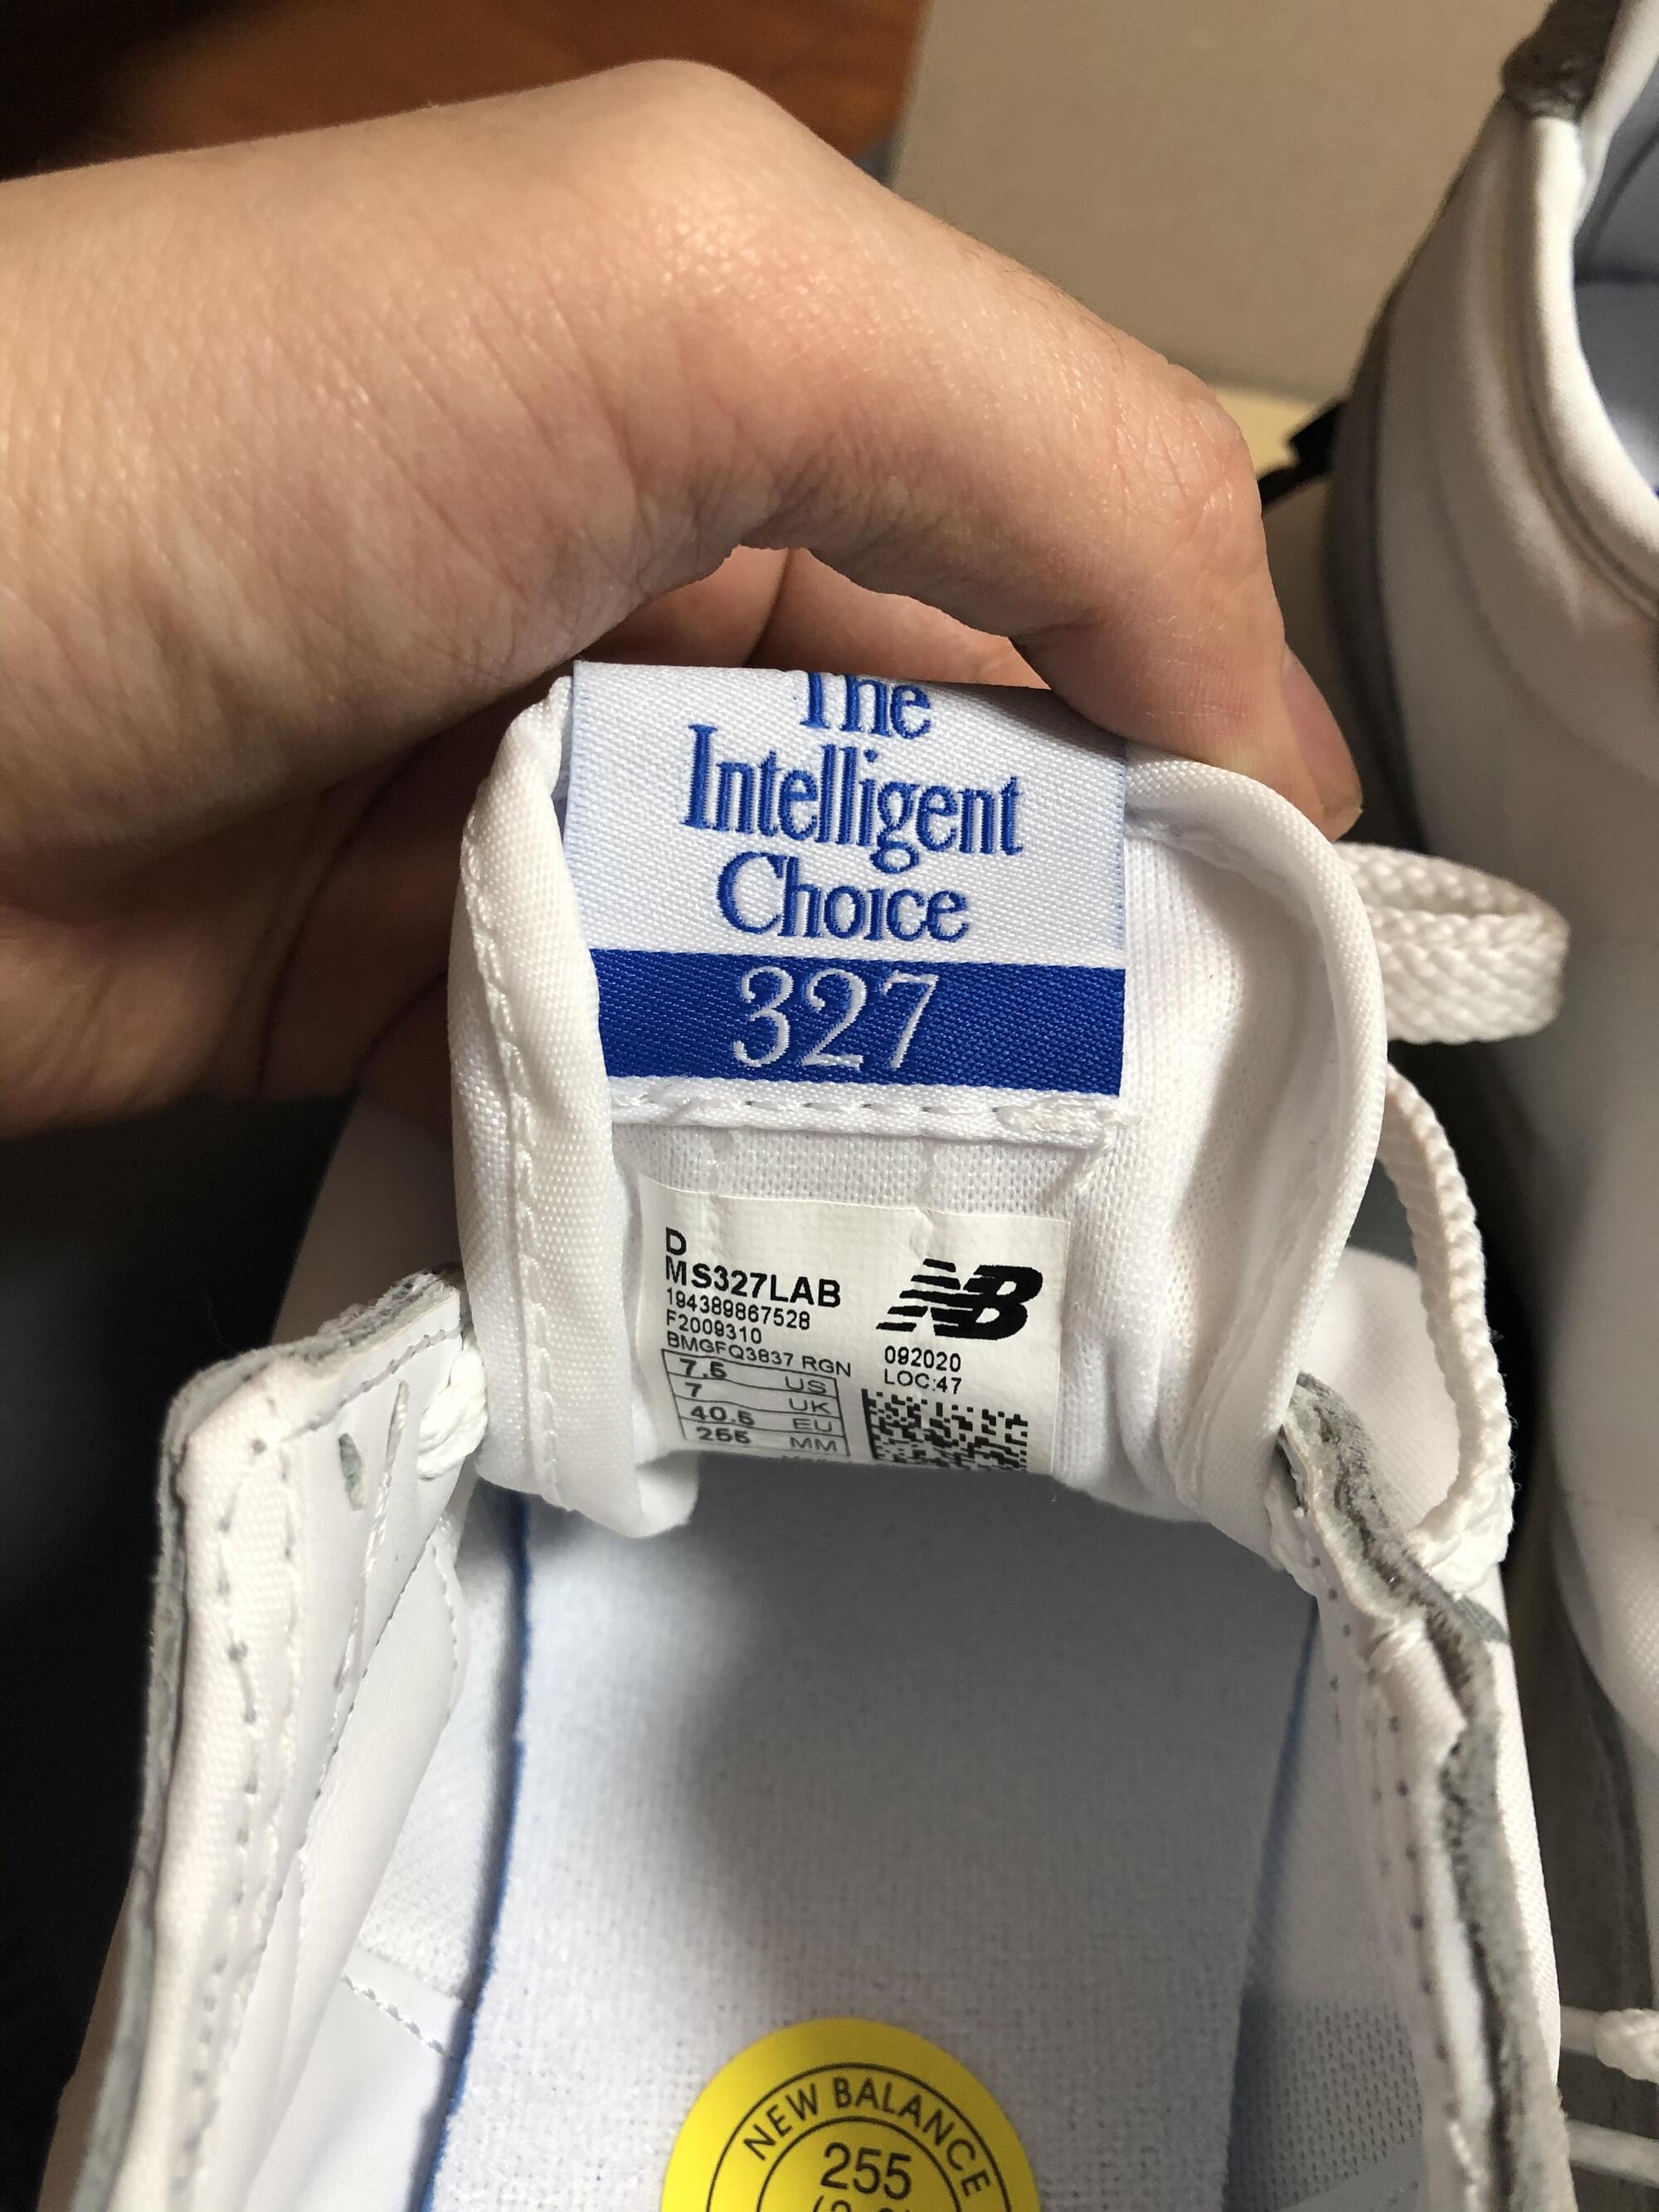 The
Intelligent
Choice
327
D
MS327LAB
194389867528
F2009310
BMGFQ3837 RGN
7.5 US
7 UK
40.5 EU
255 MM
NB
092020
LOC:47
NEW BALANCE
255